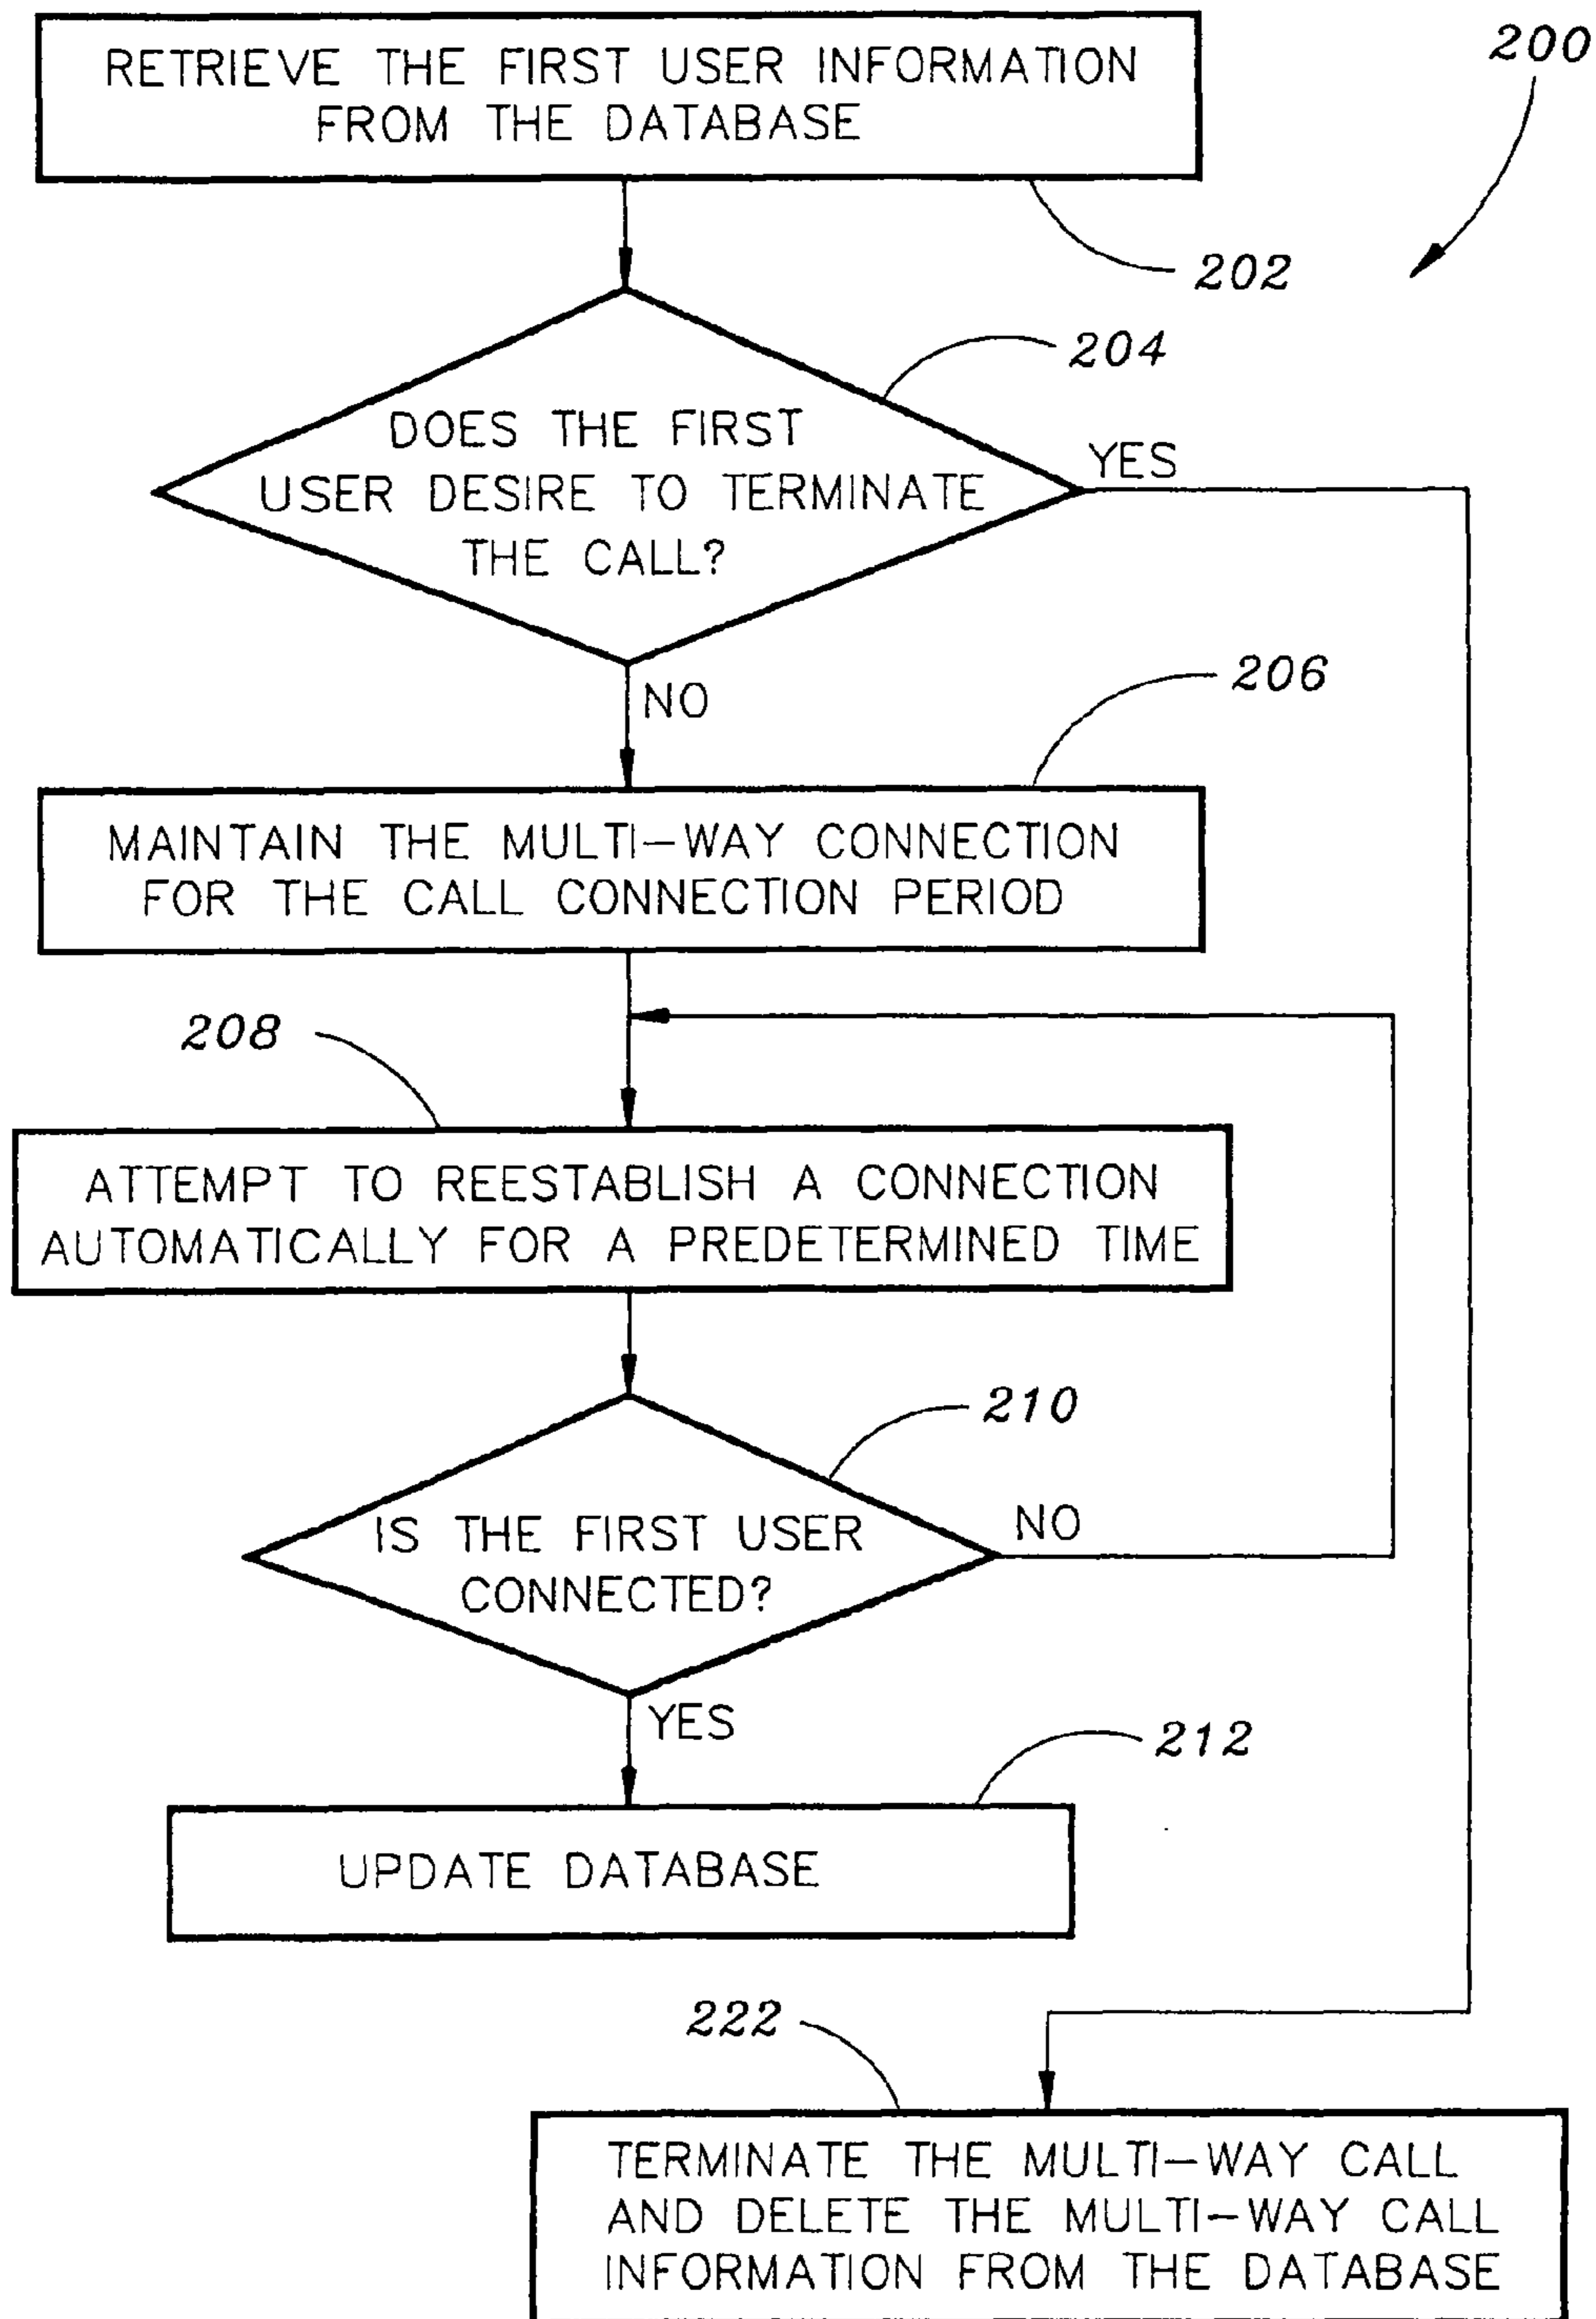 RETRIEVE THE FIRST USER INFORMATION
FROM THE DATABASE
200
202
204
DOES THE FIRST
USER DESIRE TO TERMINATE
THE CALL?
YES
NO
206
MAINTAIN THE MULTI-WAY CONNECTION
FOR THE CALL CONNECTION PERIOD
208
ATTEMPT TO REESTABLISH A CONNECTION
AUTOMATICALLY FOR A PREDETERMINED TIME
210
IS THE FIRST USER
CONNECTED?
NO
YES
212
UPDATE DATABASE
222
TERMINATE THE MULTI-WAY CALL
AND DELETE THE MULTI-WAY CALL
INFORMATION FROM THE DATABASE